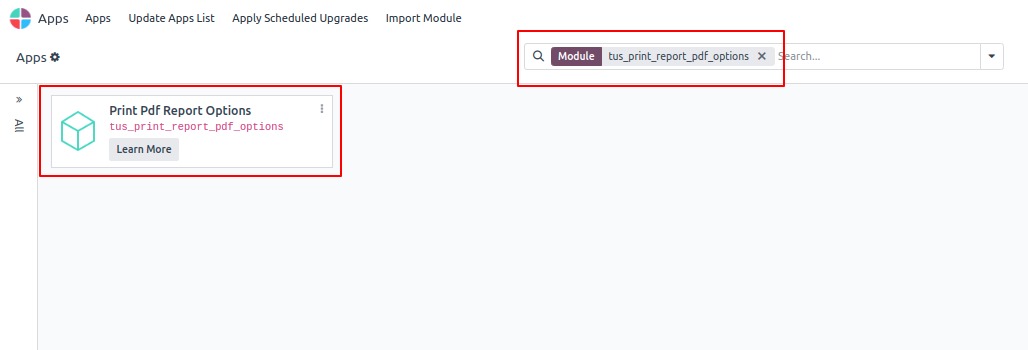 Apps Apps Update Apps List Apply Scheduled Upgrades Import Module
Apps Module tus_print_report_pdf_options Search...
All
Print Pdf Report Options
tus_print_report_pdf_options
Learn More